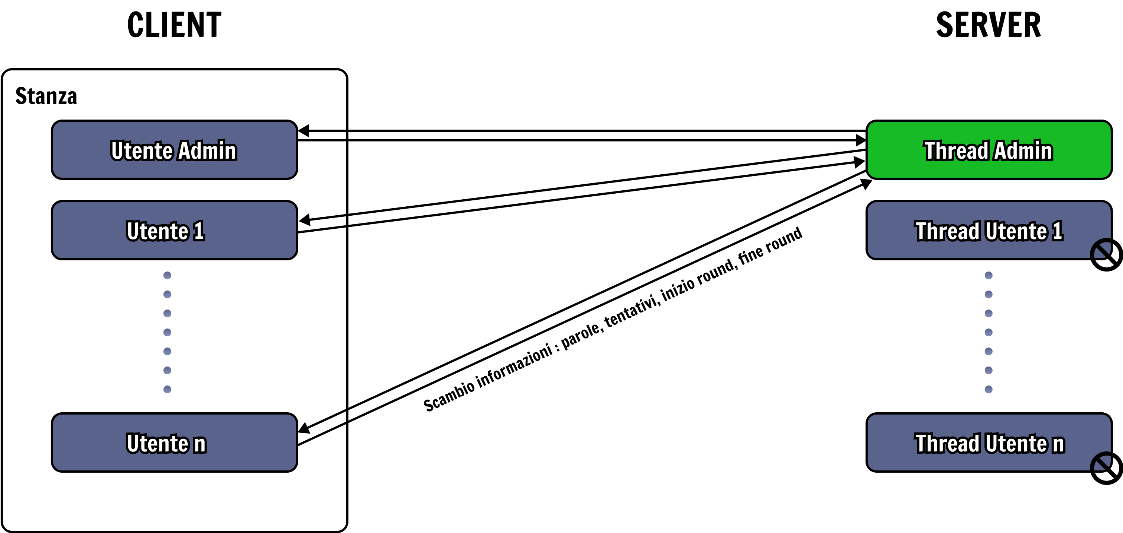 CLIENT
SERVER
Stanza
Utente Admin
Thread Admin
Utente 1
Thread Utente 1
Scambio informazioni : parole, tentativi, inizio round, fine round
Utente n
Thread Utente n